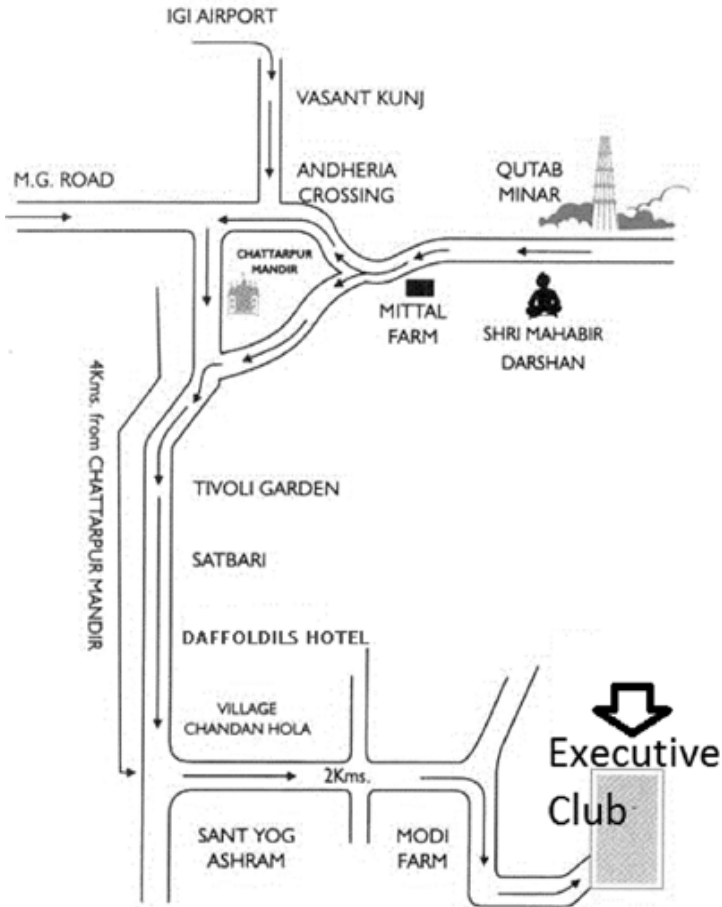 IGI AIRPORT
VASANT KUNJ
M.G. ROAD
ANDHERIA
CROSSING
QUTAB
MINAR
CHATTARPUR
MANDIR
MITTAL
FARM
SHRI MAHABIR
DARSHAN
4Kms. from CHATTARPUR MANDIR
TIVOLI GARDEN
SATBARI
DAFFOLDILS HOTEL
VILLAGE
CHANDAN HOLA
2Kms.
Executive
Club
SANT YOG
ASHRAM
MODI
FARM